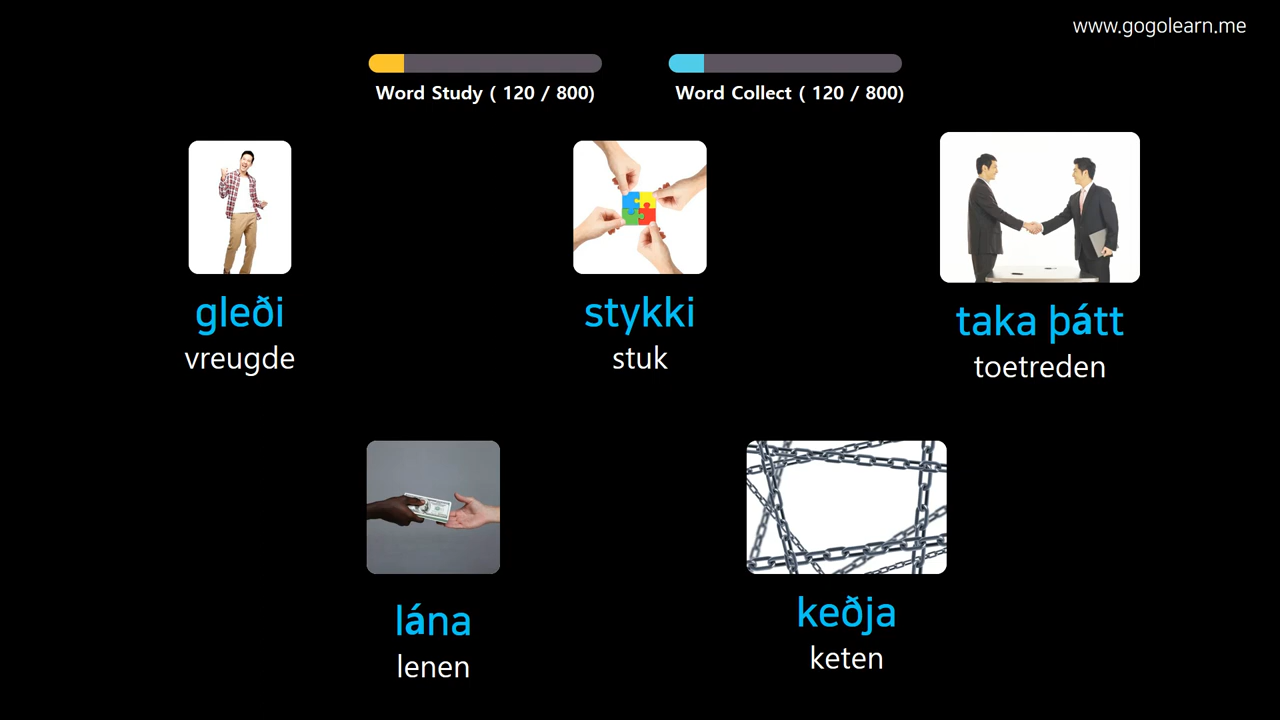 www.gogolearn.me
Word Study ( 120 / 800)
Word Collect ( 120 / 800)
gleði
vreugde
stykki
stuk
taka þátt
toetreden
lána
lenen
keðja
keten